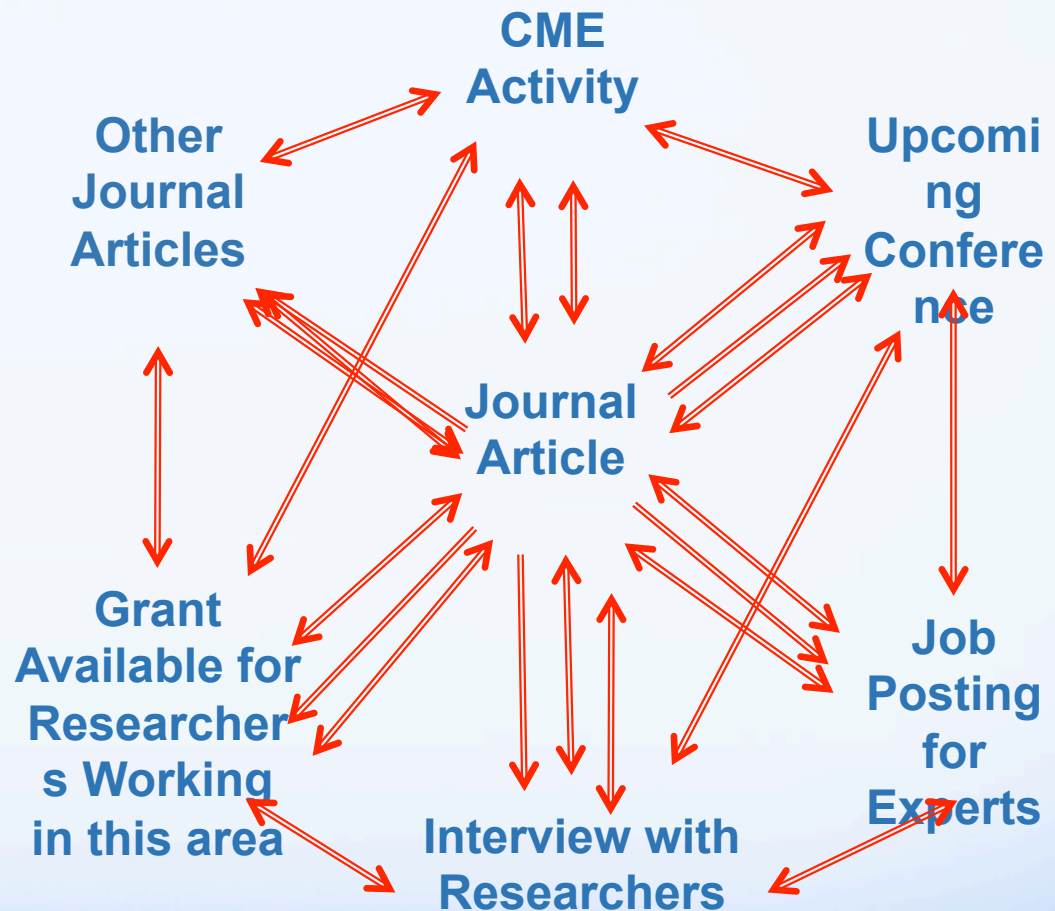 CME
Activity
Other
Journal
Articles
Upcomi
ng
Confere
nce
Journal
Article
Grant
Available for
Researcher
s Working
in this area
Job
Posting
for
Experts
Interview with
Researchers